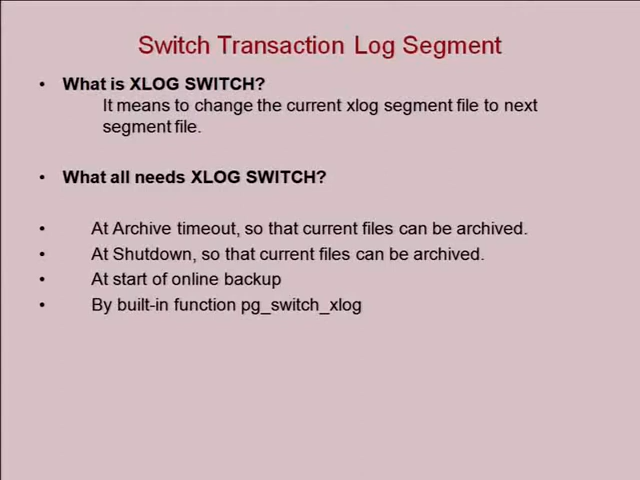 Switch Transaction Log Segment
• What is XLOG SWITCH?
It means to change the current xlog segment file to next
segment file.
• What all needs XLOG SWITCH?
• At Archive timeout, so that current files can be archived.
• At Shutdown, so that current files can be archived.
• At start of online backup
• By built-in function pg_switch_xlog